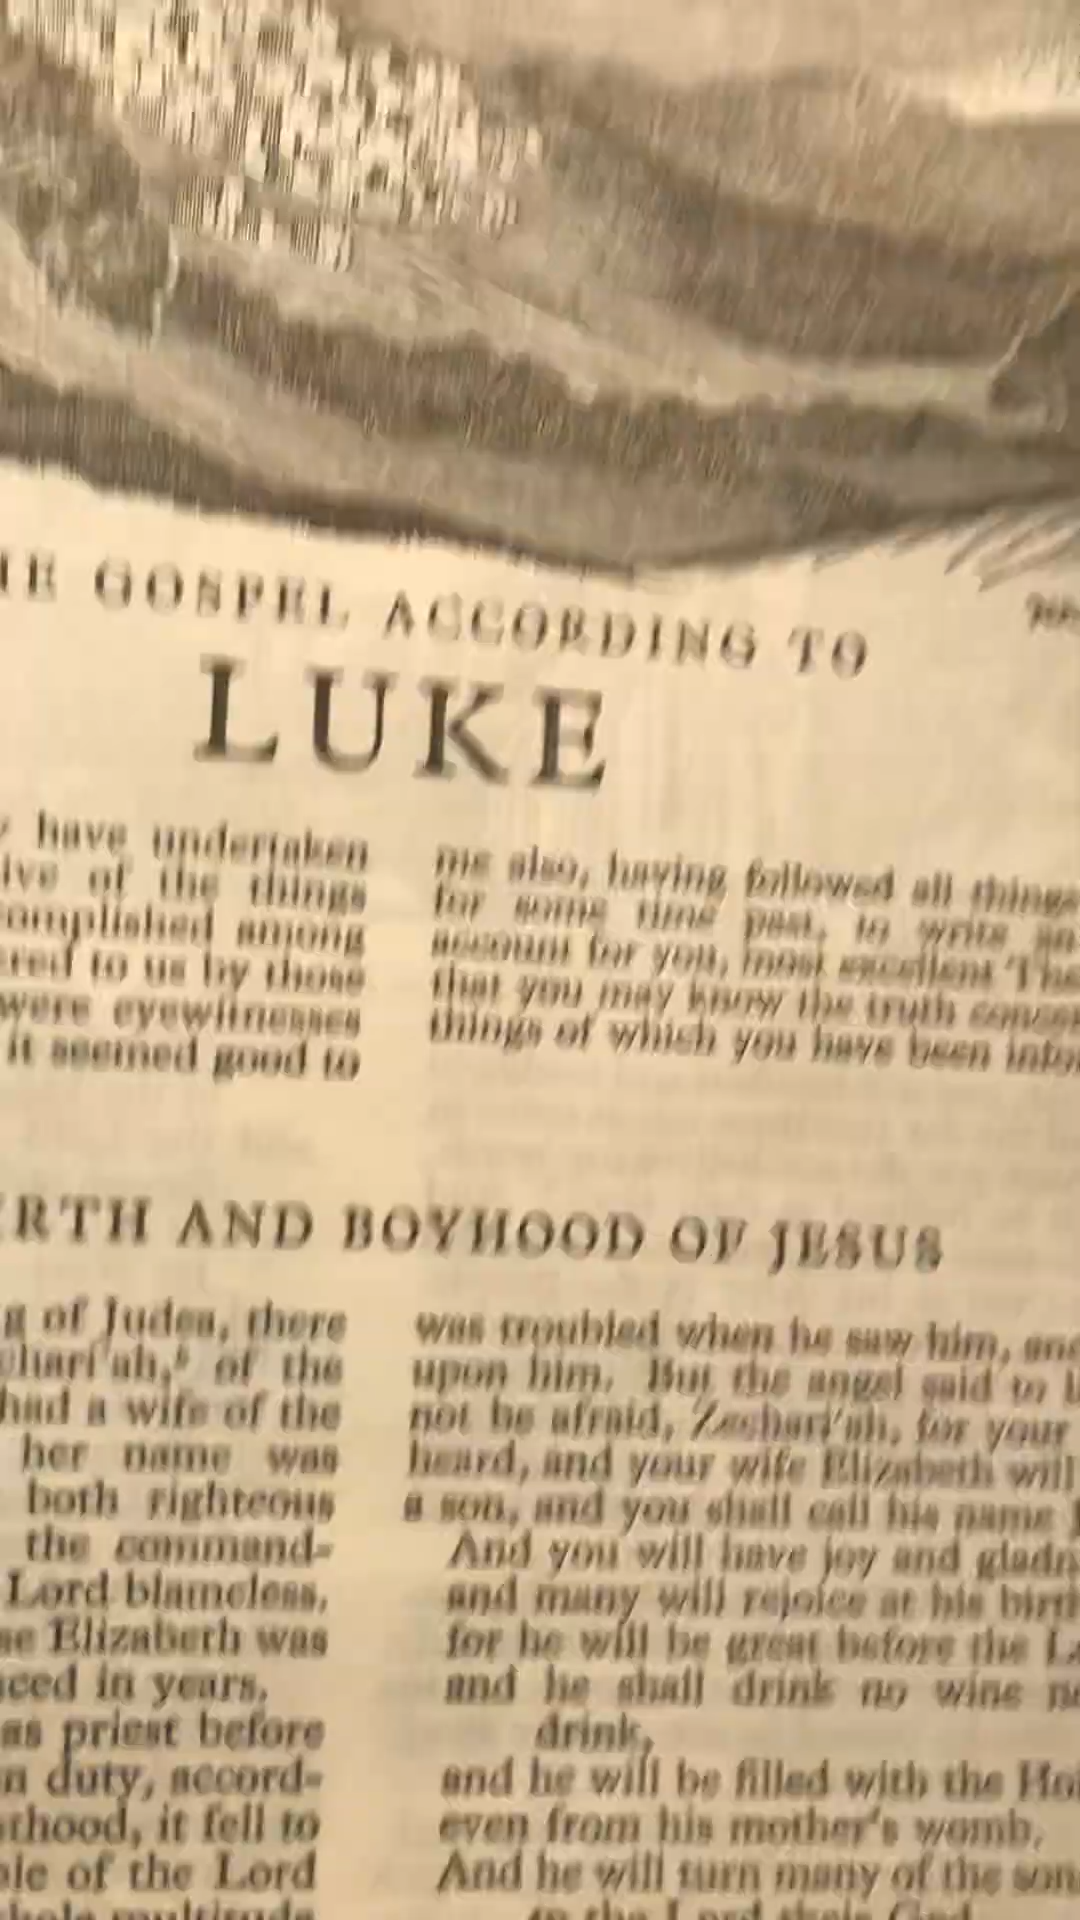 GOSPEL ACCORDING TO
LUKE
have undertaken
of the things
among
to us by those
were eyewitnesses
it seemed good to
me also, having followed all things
for some time past, to write an
account for you, most excellent
that you may know the truth
things of which you have been
AND BOYHOOD OF JESUS
of Judea, there
of the
had a wife of the
her name was
both righteous
the command-
Lord blameless,
Elizabeth was
in years.
as priest before
duty, accord-
it fell to
of the Lord
multitude
was troubled when he saw him,
upon him. But the angel said to
not be afraid, Zechari'ah, for your
heard, and your wife Elizabeth will
a son, and you shall call his name
And you will have joy and
and many will rejoice at his
for he will be great before the
and he shall drink no wine
drink,
and he will be filled with the
even from his mother's womb.
And he will turn many of the
to the Lord their God